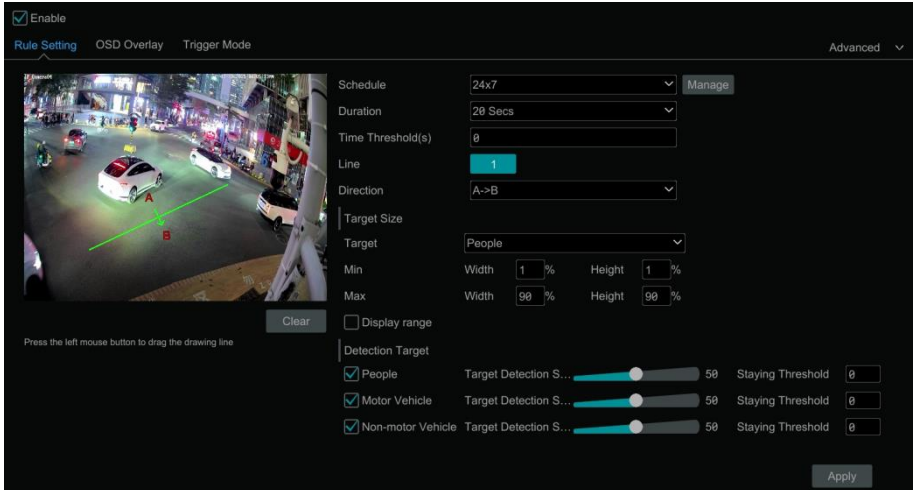 Enable
Rule Setting OSD Overlay Trigger Mode Advanced
Schedule 24x7 Manage
Duration 20 Secs
Time Threshold(s) 0
Line 1
Direction A->B
A
B
Target Size
Target People
Min Width 1 % Height 1 %
Max Width 90 % Height 90 %
Clear
Display range
Press the left mouse button to drag the drawing line
Detection Target
People Target Detection S... 50 Staying Threshold 0
Motor Vehicle Target Detection S... 50 Staying Threshold 0
Non-motor Vehicle Target Detection S... 50 Staying Threshold 0
Apply